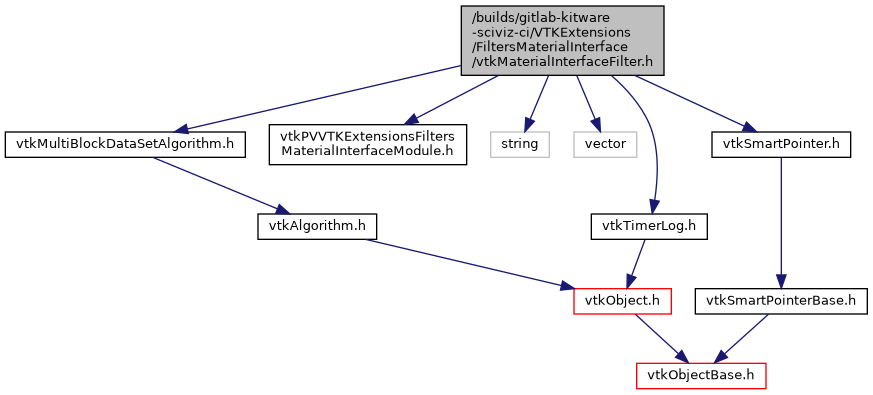 /builds/gitlab-kitware
-sciviz-ci/VTKExtensions
/FiltersMaterialInterface
/vtkMaterialInterfaceFilter.h
vtkMultiBlockDataSetAlgorithm.h
vtkPVVTKExtensionsFilters
MaterialInterfaceModule.h
string
vector
vtkSmartPointer.h
vtkAlgorithm.h
vtkTimerLog.h
vtkObject.h
vtkSmartPointerBase.h
vtkObjectBase.h